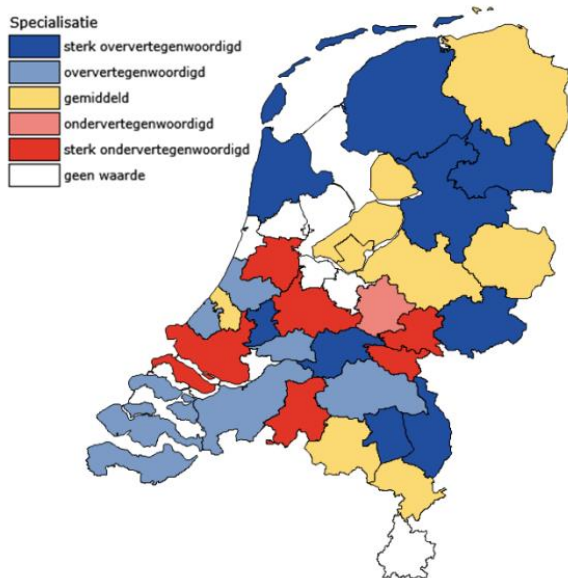 Specialisatie
sterk oververtegenwoordigd
oververtegenwoordigd
gemiddeld
ondervertegenwoordigd
sterk ondervertegenwoordigd
geen waarde